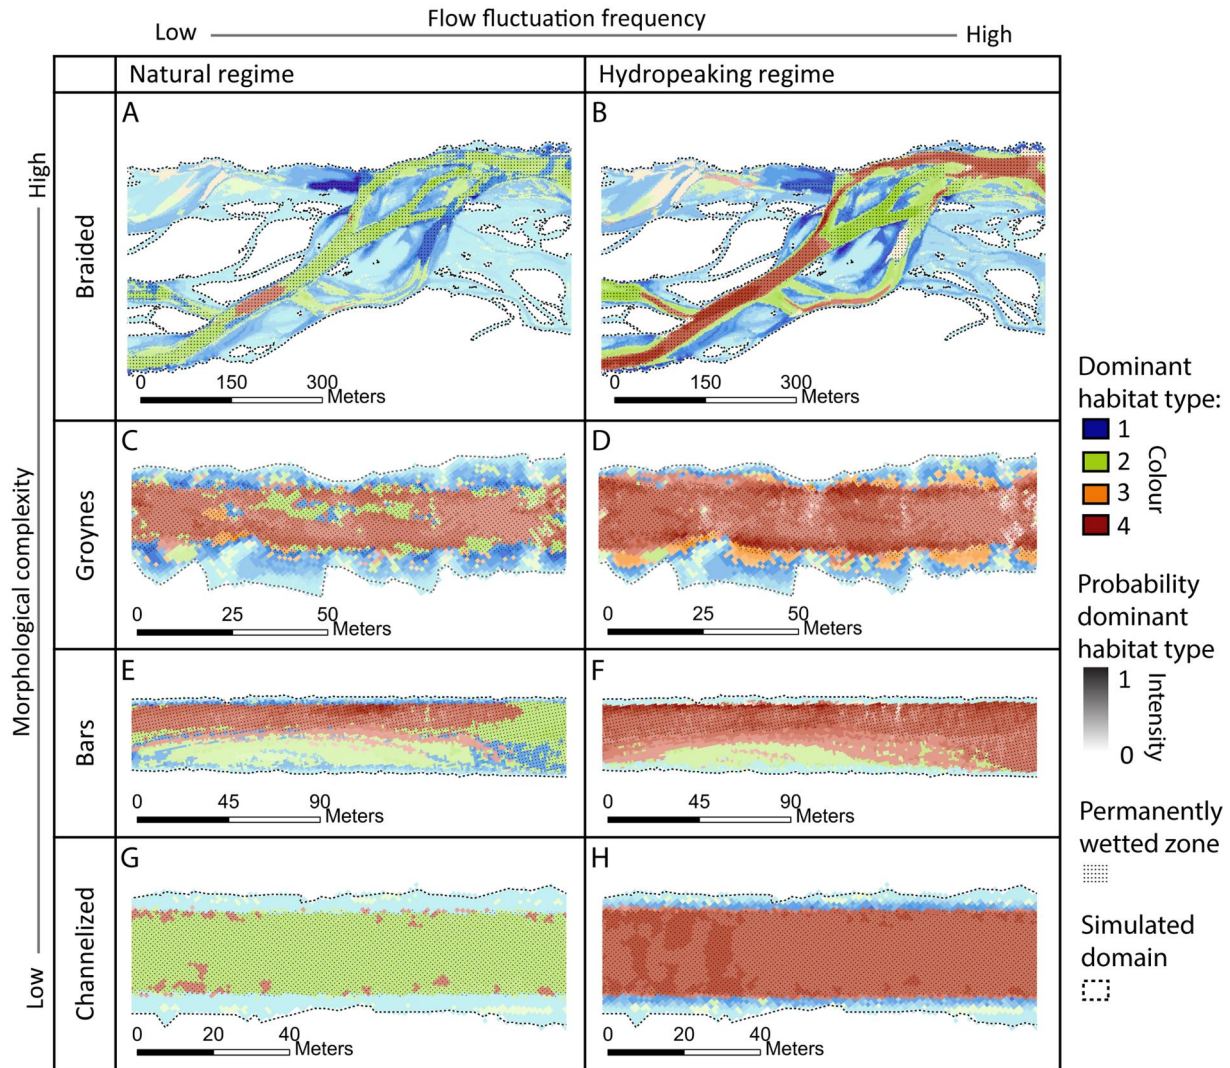 Flow fluctuation frequency
Low High
Natural regime Hydropeaking regime
Morphological complexity
High
Low
Braided
A
0 150 300
Meters
B
0 150 300
Meters
Groynes
C
0 25 50
Meters
D
0 25 50
Meters
Bars
E
0 45 90
Meters
F
0 45 90
Meters
Channelized
G
0 20 40
Meters
H
0 20 40
Meters
Dominant
habitat type:
1
2
3
4
Colour
Probability
dominant
habitat type
1
0
Intensity
Permanently
wetted zone
Simulated
domain